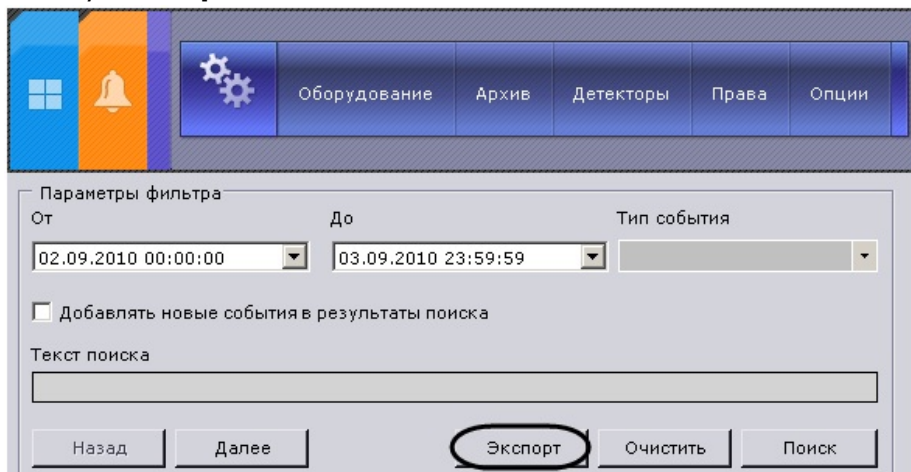 Оборудование Архив Детекторы Права Опции
Параметры фильтра
От До Тип события
02.09.2010 00:00:00 03.09.2010 23:59:59
Добавлять новые события в результаты поиска
Текст поиска
Назад Далее Экспорт Очистить Поиск